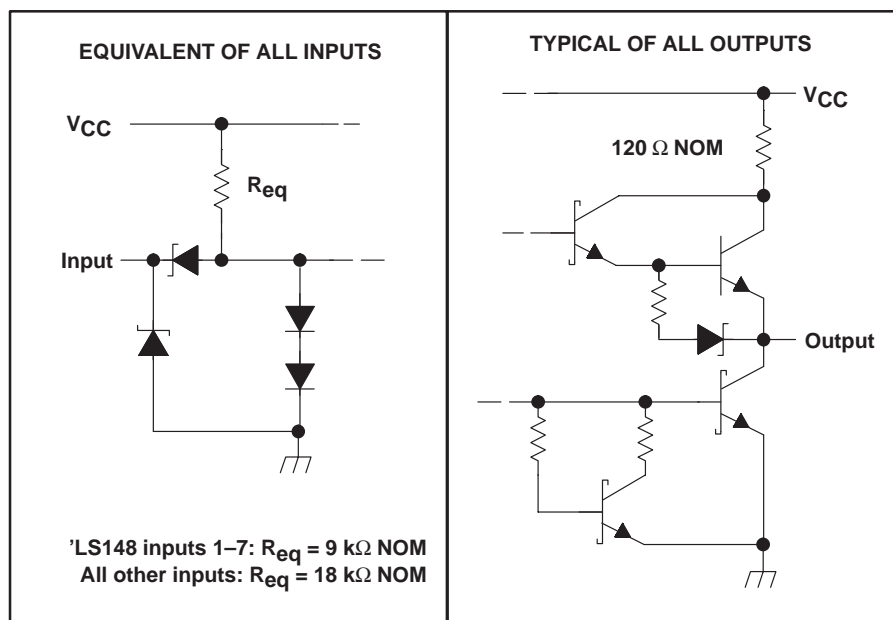 EQUIVALENT OF ALL INPUTS
VCC
Req
Input
'LS148 inputs 1–7: Req = 9 kΩ NOM
All other inputs: Req = 18 kΩ NOM
TYPICAL OF ALL OUTPUTS
VCC
120 Ω NOM
Output